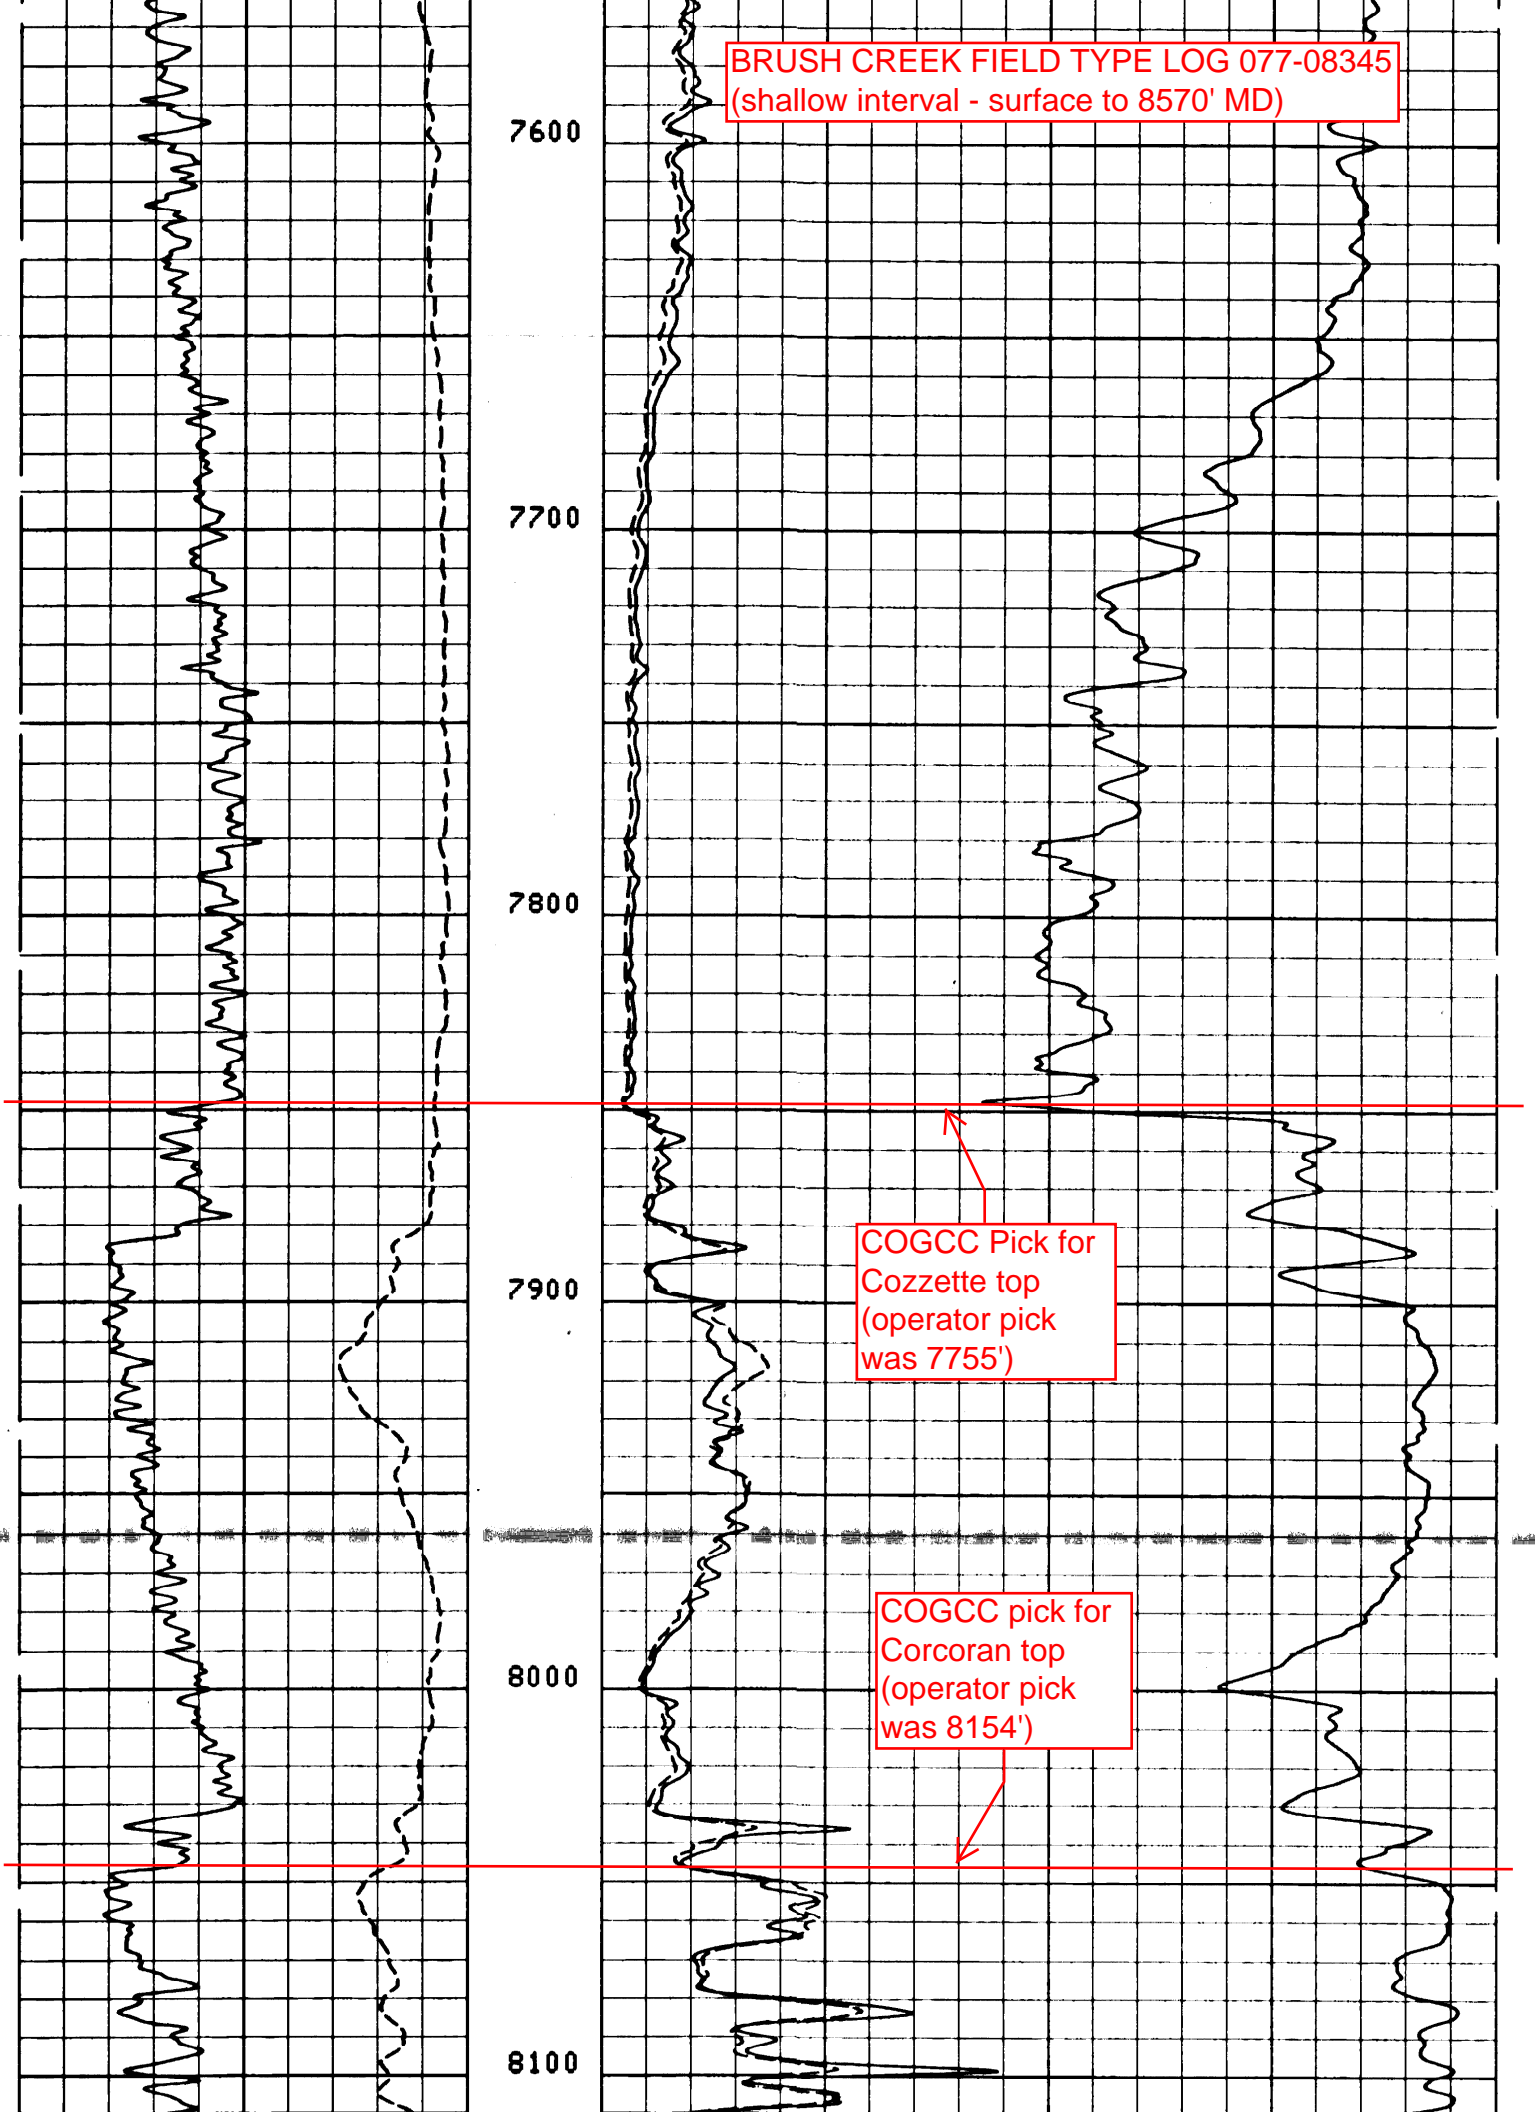 BRUSH CREEK FIELD TYPE LOG 077-08345
(shallow interval - surface to 8570' MD)
7600
7700
7800
COGCC Pick for
Cozzette top
(operator pick
was 7755')
7900
COGCC pick for
Corcoran top
(operator pick
was 8154')
8000
8100